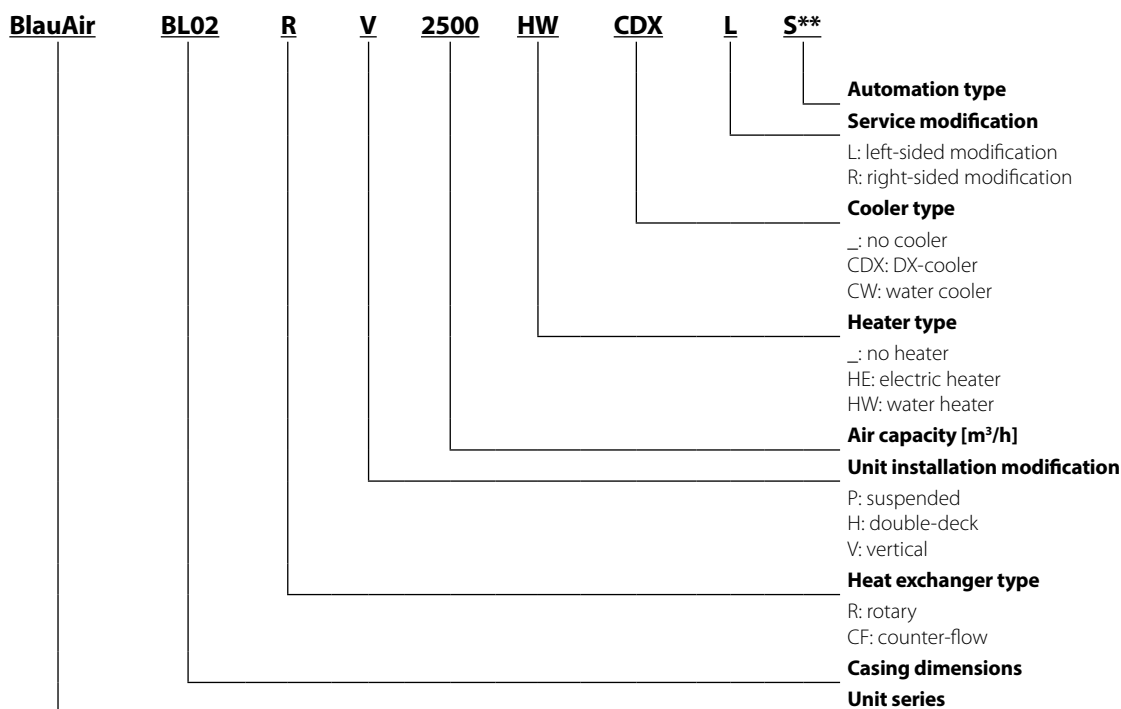 BlauAir BL02 R V 2500 HW CDX L S**
Automation type
Service modification
L: left-sided modification
R: right-sided modification
Cooler type
_: no cooler
CDX: DX-cooler
CW: water cooler
Heater type
_: no heater
HE: electric heater
HW: water heater
Air capacity [m³/h]
Unit installation modification
P: suspended
H: double-deck
V: vertical
Heat exchanger type
R: rotary
CF: counter-flow
Casing dimensions
Unit series